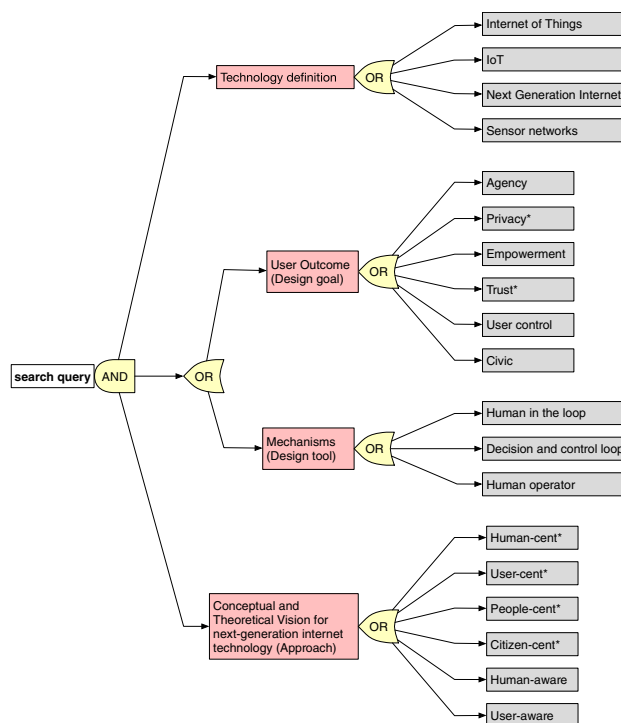 Internet of Things
IoT
Technology definition
OR
Next Generation Internet
Sensor networks
Agency
Privacy*
Empowerment
User Outcome
(Design goal)
OR
Trust*
User control
Civic
search query
AND
OR
Human in the loop
Mechanisms
(Design tool)
OR
Decision and control loop
Human operator
Human-cent*
User-cent*
People-cent*
Conceptual and
Theoretical Vision for
next-generation internet
technology (Approach)
OR
Citizen-cent*
Human-aware
User-aware